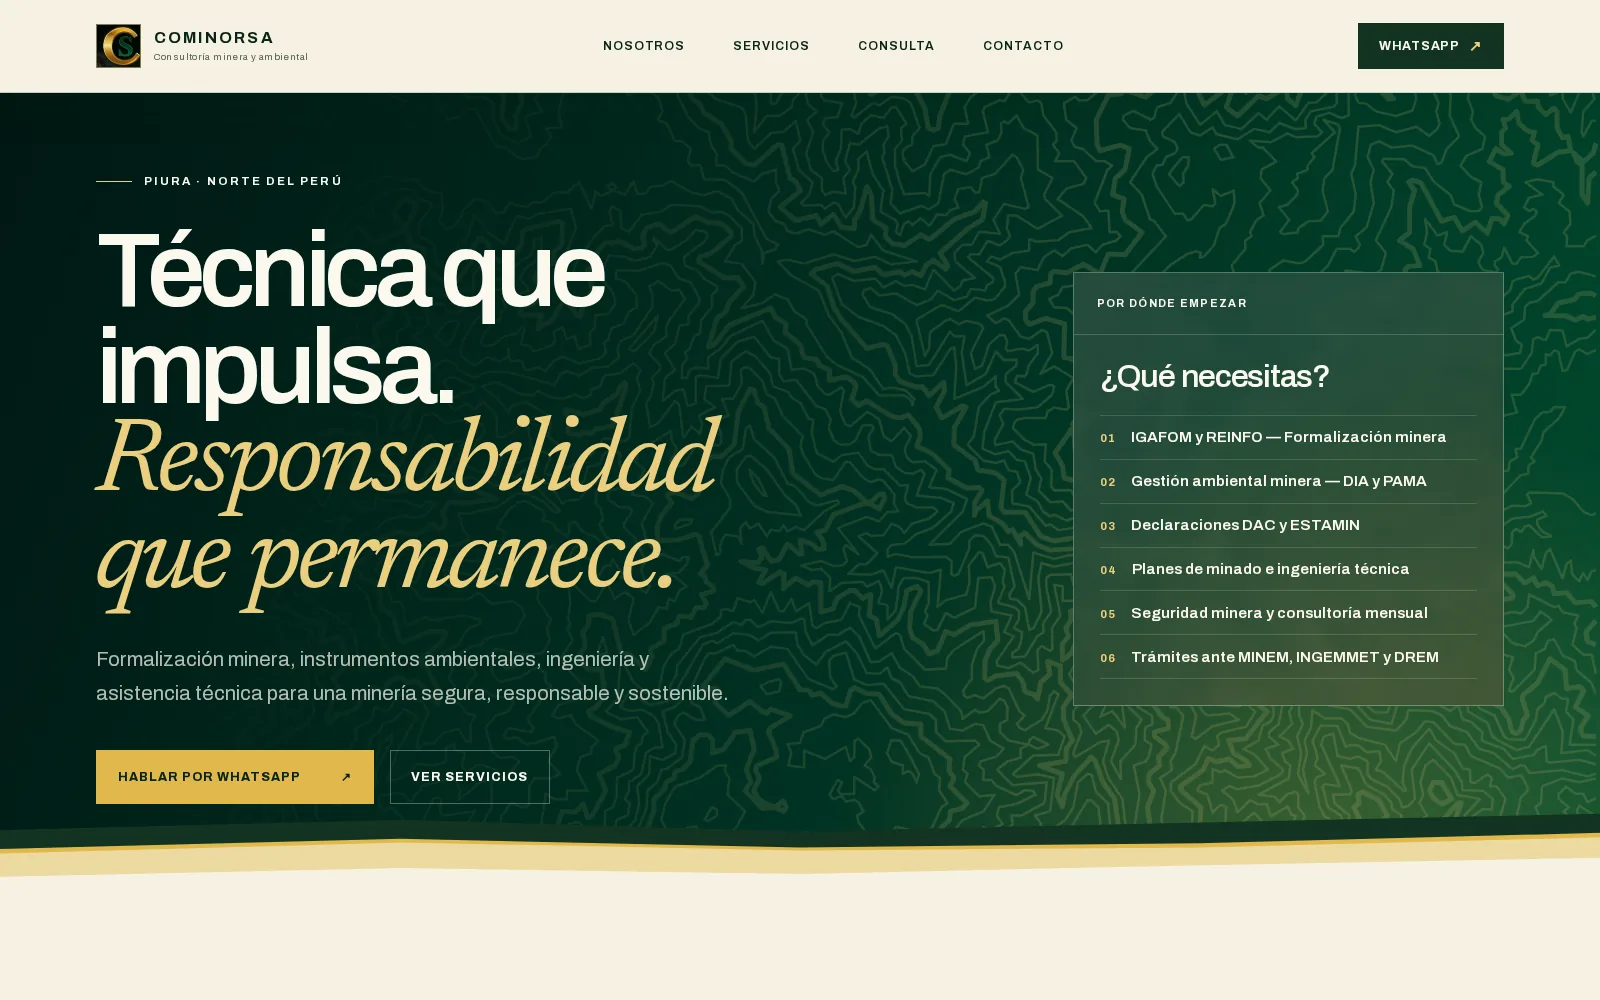 COMINORSA
Consultoría minera y ambiental
NOSOTROS
SERVICIOS
CONSULTA
CONTACTO
WHATSAPP ↗
PIURA · NORTE DEL PERÚ
Técnica que
impulsa.
Responsabilidad
que permanece.
Formalización minera, instrumentos ambientales, ingeniería y
asistencia técnica para una minería segura, responsable y sostenible.
HABLAR POR WHATSAPP ↗
VER SERVICIOS
POR DÓNDE EMPEZAR
¿Qué necesitas?
01 IGAFOM y REINFO — Formalización minera
02 Gestión ambiental minera — DIA y PAMA
03 Declaraciones DAC y ESTAMIN
04 Planes de minado e ingeniería técnica
05 Seguridad minera y consultoría mensual
06 Trámites ante MINEM, INGEMMET y DREM